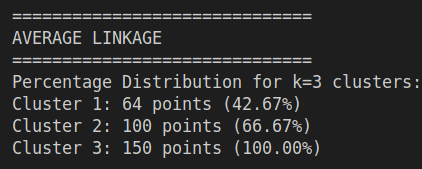 ==============================
AVERAGE LINKAGE
==============================
Percentage Distribution for k=3 clusters:
Cluster 1: 64 points (42.67%)
Cluster 2: 100 points (66.67%)
Cluster 3: 150 points (100.00%)